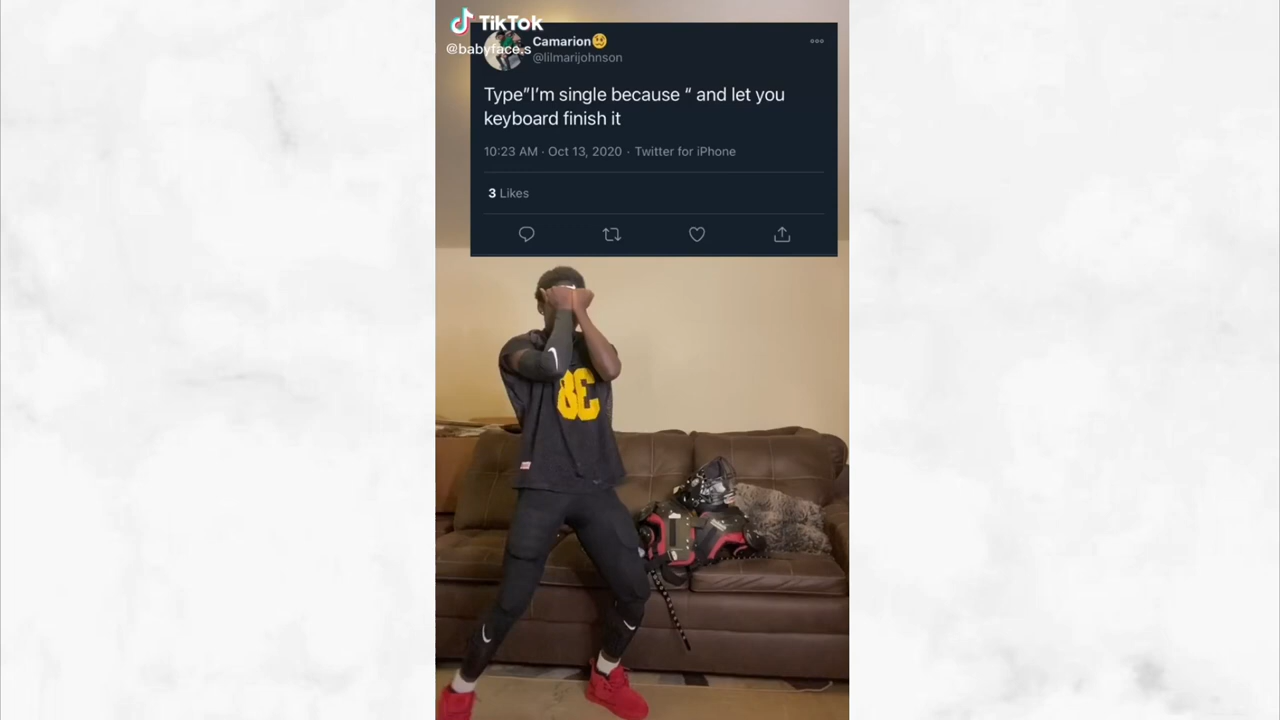 TikTok
@babyface.s
Camarion🥺
@lilmarijohnson
Type"I'm single because “ and let you
keyboard finish it
10:23 AM · Oct 13, 2020 · Twitter for iPhone
3 Likes